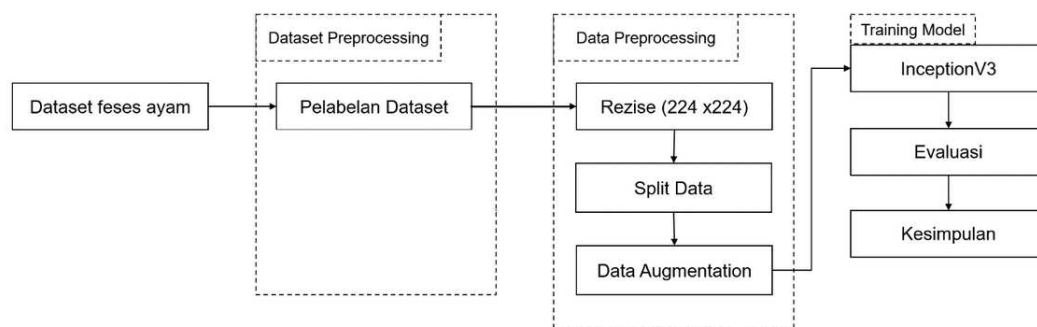 Dataset Preprocessing
Data Preprocessing
Training Model
Dataset feses ayam
Pelabelan Dataset
Rezise (224 x224)
InceptionV3
Split Data
Evaluasi
Data Augmentation
Kesimpulan